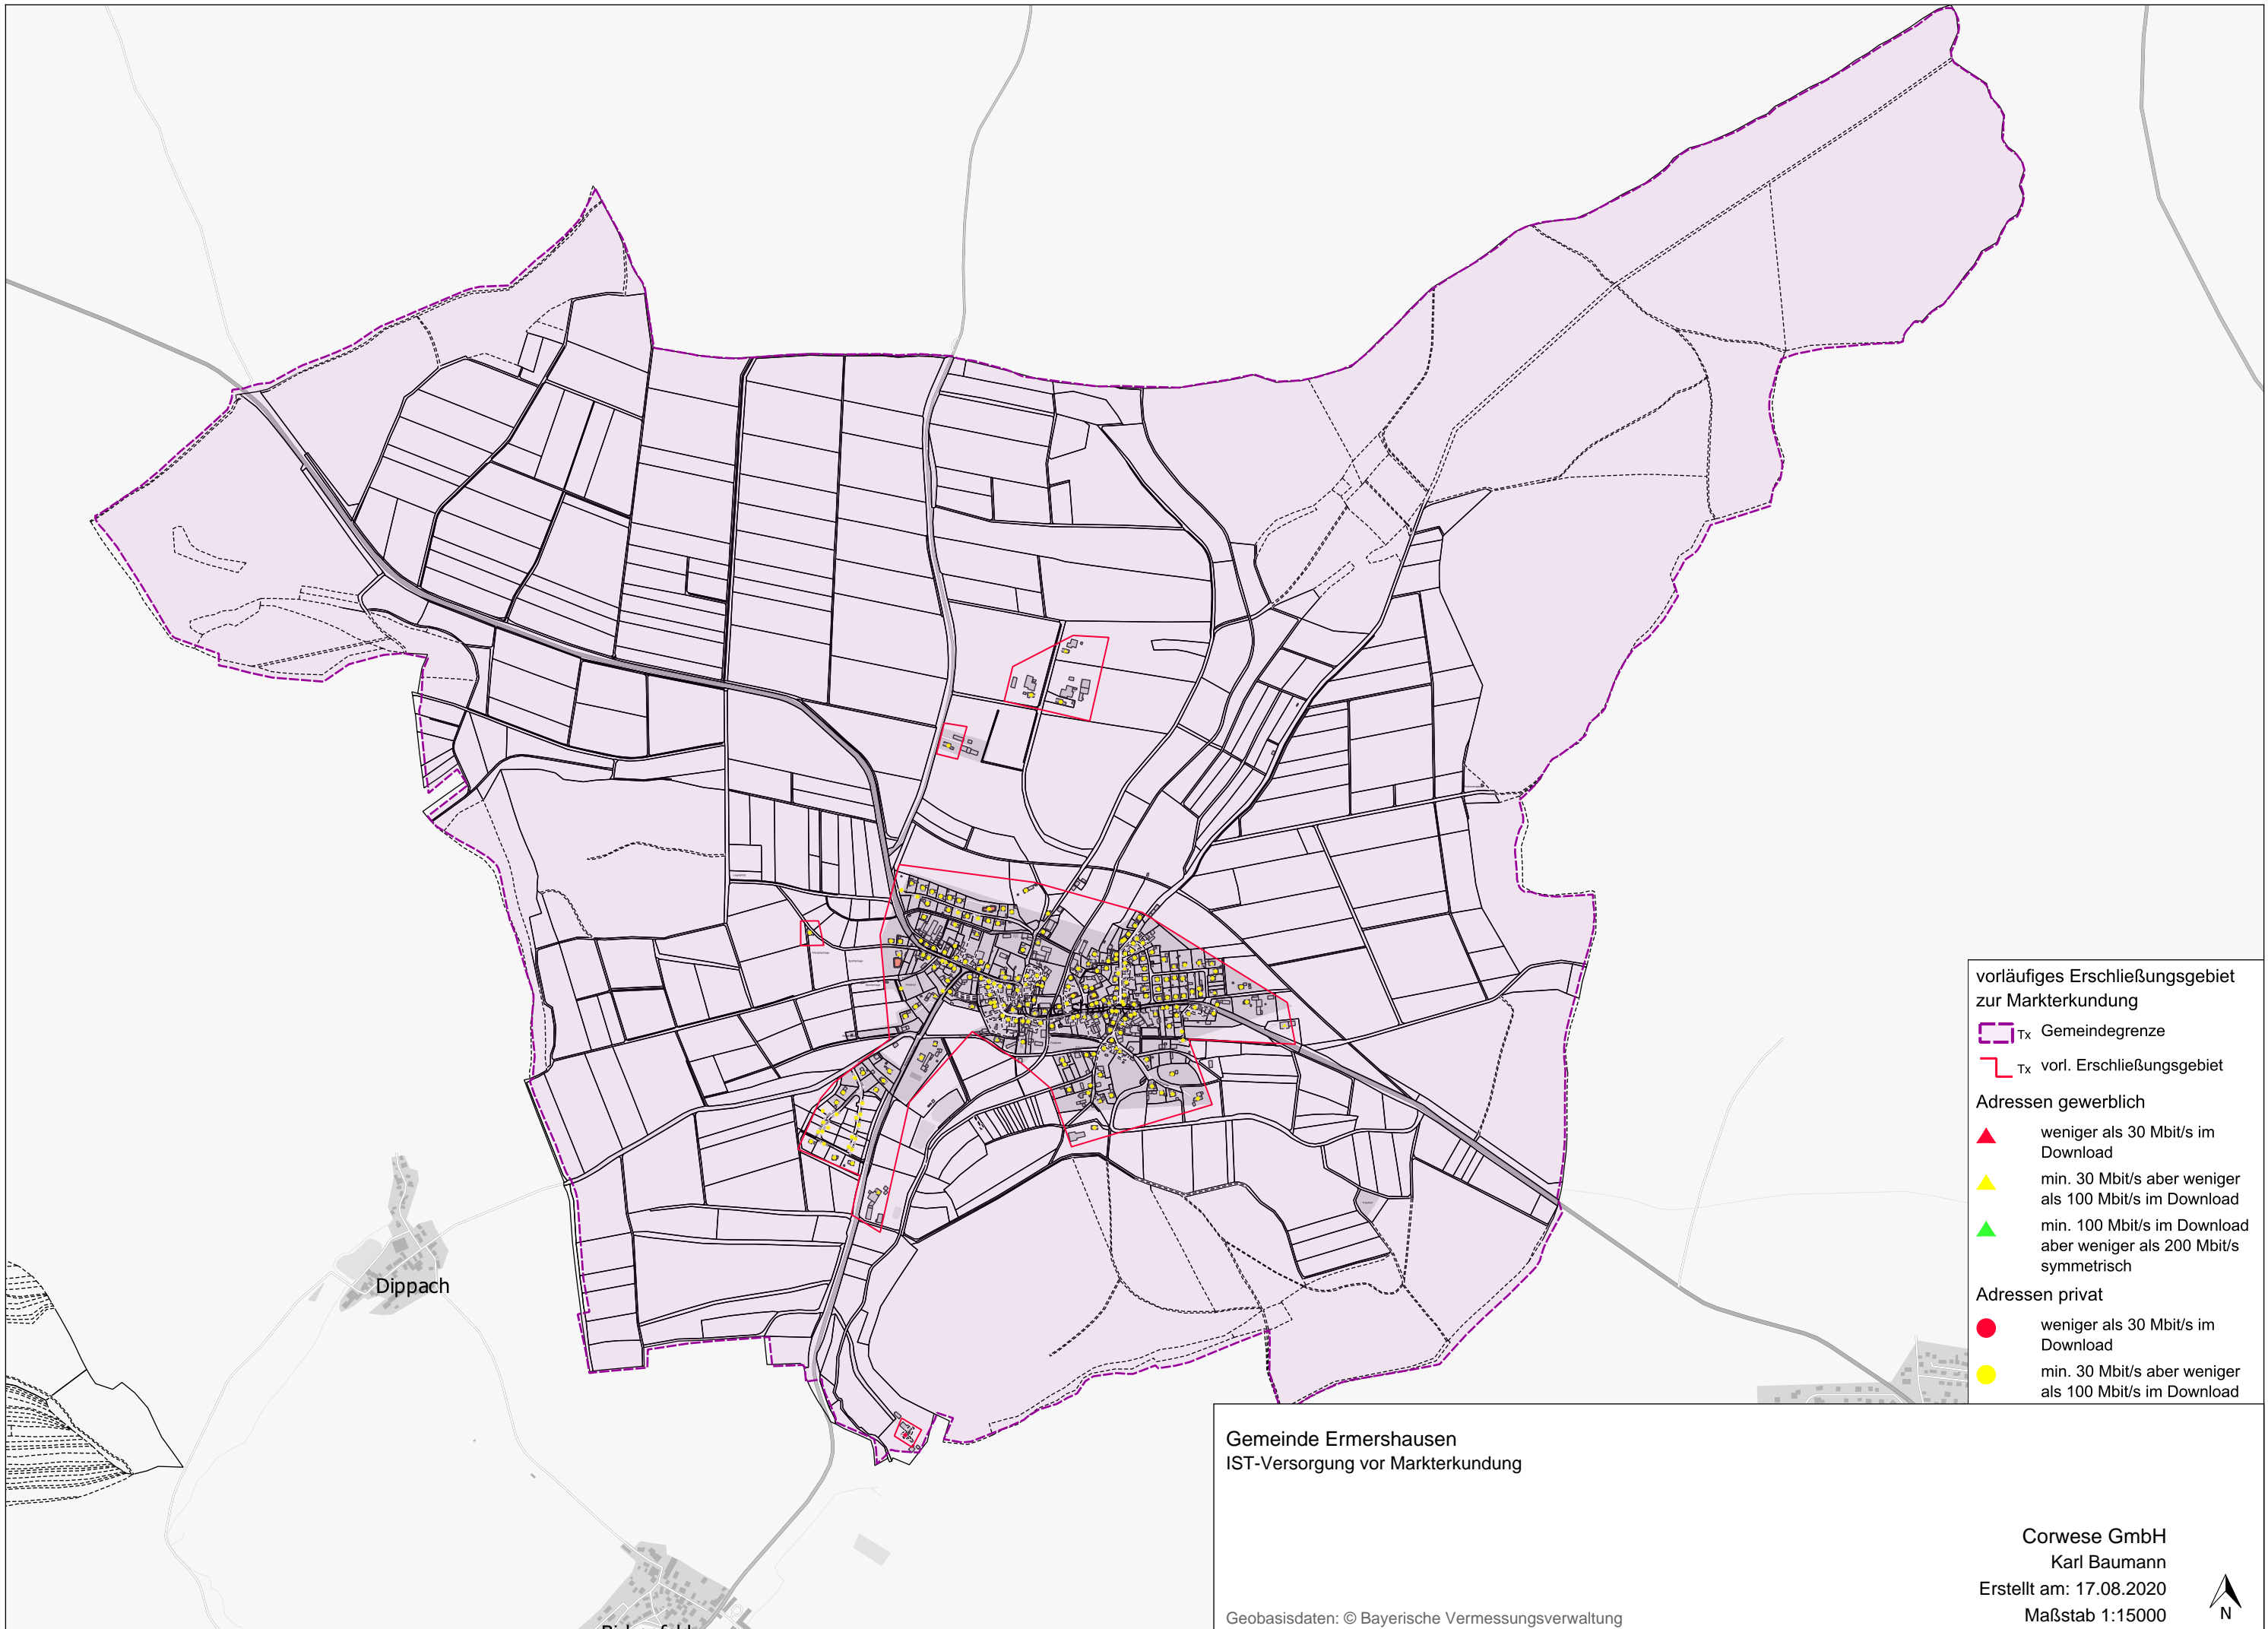 Dippach
vorläufiges Erschließungsgebiet
zur Markterkundung
Tx Gemeindegrenze
Tx vorl. Erschließungsgebiet
Adressen gewerblich
weniger als 30 Mbit/s im
Download
min. 30 Mbit/s aber weniger
als 100 Mbit/s im Download
min. 100 Mbit/s im Download
aber weniger als 200 Mbit/s
symmetrisch
Adressen privat
weniger als 30 Mbit/s im
Download
min. 30 Mbit/s aber weniger
als 100 Mbit/s im Download
Gemeinde Ermershausen
IST-Versorgung vor Markterkundung
Corwese GmbH
Karl Baumann
Erstellt am: 17.08.2020
Maßstab 1:15000
N
Geobasisdaten: © Bayerische Vermessungsverwaltung